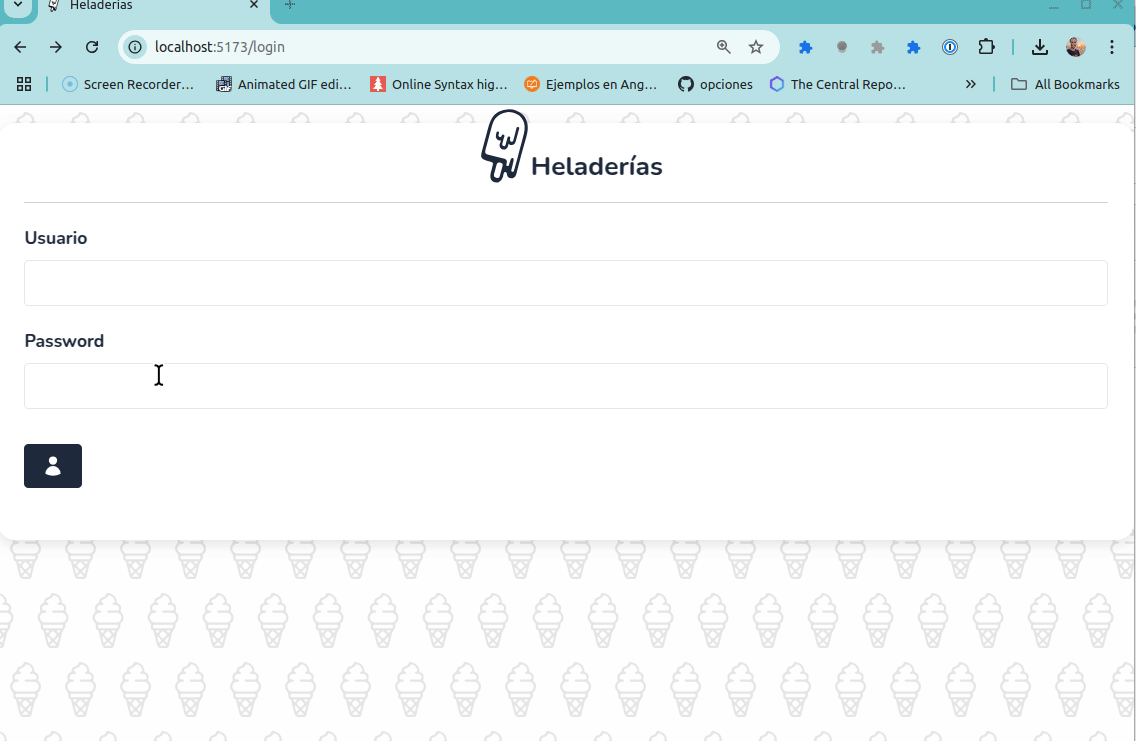 Heladerías
localhost:5173/login
Screen Recorder... Animated GIF edi... Online Syntax hig... Ejemplos en Ang... opciones The Central Repo... All Bookmarks
Heladerías
Usuario
Password